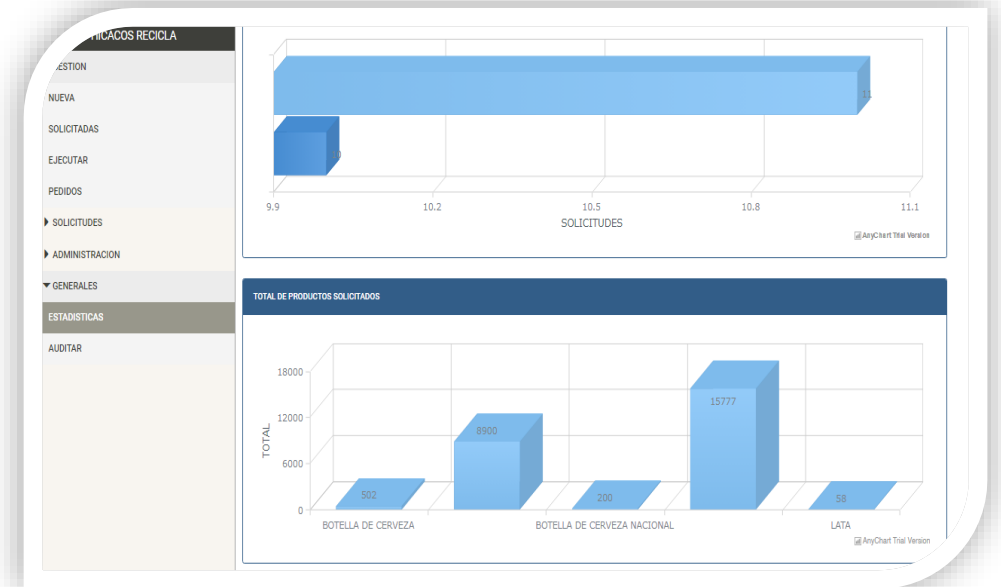 HICACOS RECICLA
GESTION
NUEVA
SOLICITADAS
EJECUTAR
PEDIDOS
SOLICITUDES
ADMINISTRACION
GENERALES
ESTADISTICAS
AUDITAR
11
9.9 10.2 10.5 10.8 11.1
SOLICITUDES
AnyChart Trial Version
TOTAL DE PRODUCTOS SOLICITADOS
TOTAL
18000
12000
6000
0
502
8900
200
15777
58
BOTELLA DE CERVEZA BOTELLA DE CERVEZA NACIONAL LATA
AnyChart Trial Version